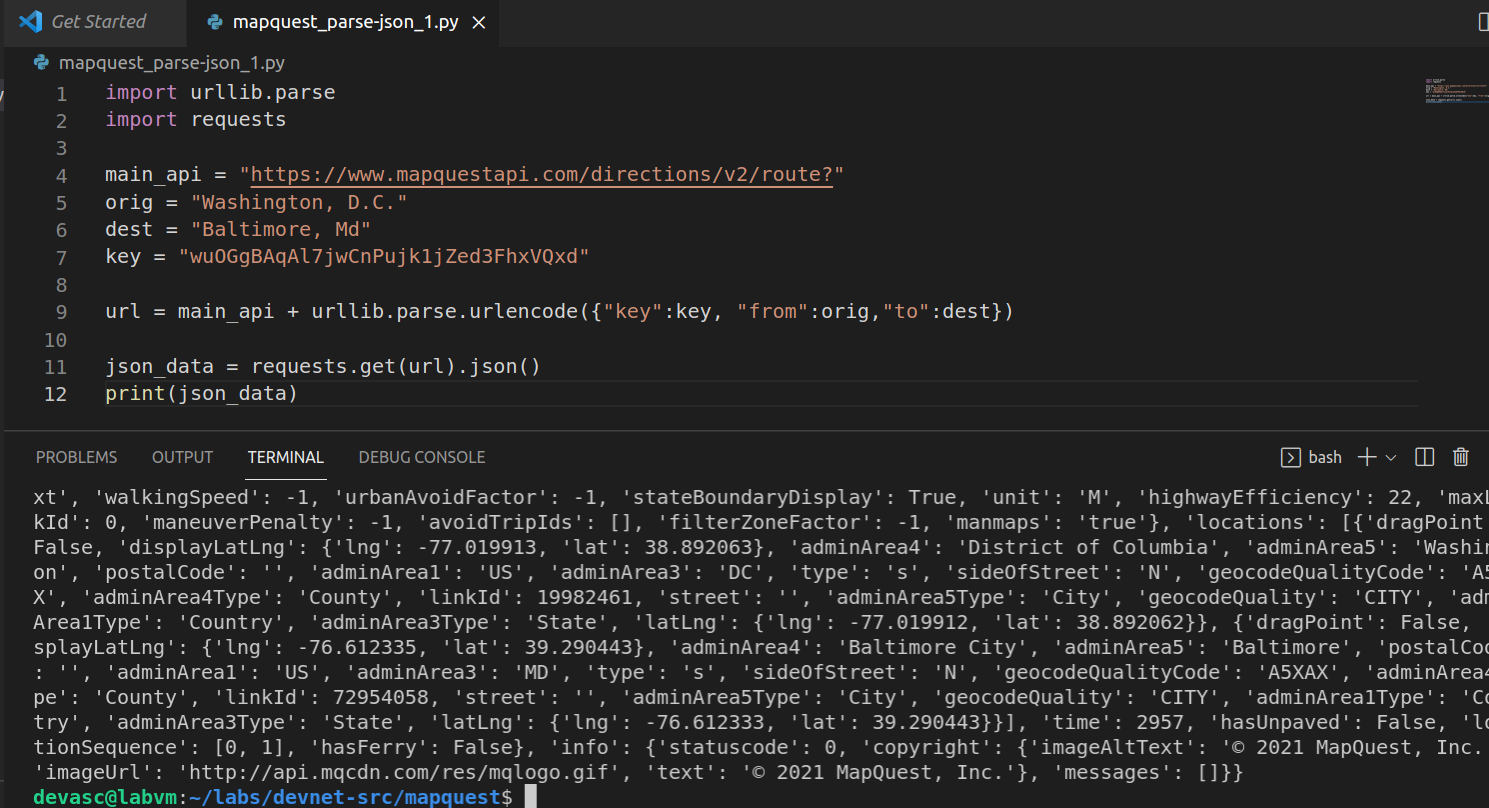 Get Started
mapquest_parse-json_1.py
mapquest_parse-json_1.py
1 import urllib.parse
2 import requests
3
4 main_api = "https://www.mapquestapi.com/directions/v2/route?"
5 orig = "Washington, D.C."
6 dest = "Baltimore, Md"
7 key = "wuOGgBAqAl7jwCnPujk1jZed3FhxVQxd"
8
9 url = main_api + urllib.parse.urlencode({"key":key, "from":orig,"to":dest})
10
11 json_data = requests.get(url).json()
12 print(json_data)
PROBLEMS OUTPUT TERMINAL DEBUG CONSOLE bash
xt', 'walkingSpeed': -1, 'urbanAvoidFactor': -1, 'stateBoundaryDisplay': True, 'unit': 'M', 'highwayEfficiency': 22, 'maxL
kId': 0, 'maneuverPenalty': -1, 'avoidTripIds': [], 'filterZoneFactor': -1, 'manmaps': 'true'}, 'locations': [{'dragPoint
False, 'displayLatLng': {'lng': -77.019913, 'lat': 38.892063}, 'adminArea4': 'District of Columbia', 'adminArea5': 'Washin
on', 'postalCode': '', 'adminArea1': 'US', 'adminArea3': 'DC', 'type': 's', 'sideOfStreet': 'N', 'geocodeQualityCode': 'A5
X', 'adminArea4Type': 'County', 'linkId': 19982461, 'street': '', 'adminArea5Type': 'City', 'geocodeQuality': 'CITY', 'adm
Area1Type': 'Country', 'adminArea3Type': 'State', 'latLng': {'lng': -77.019912, 'lat': 38.892062}}, {'dragPoint': False,
splayLatLng': {'lng': -76.612335, 'lat': 39.290443}, 'adminArea4': 'Baltimore City', 'adminArea5': 'Baltimore', 'postalCod
: '', 'adminArea1': 'US', 'adminArea3': 'MD', 'type': 's', 'sideOfStreet': 'N', 'geocodeQualityCode': 'A5XAX', 'adminArea4
pe': 'County', 'linkId': 72954058, 'street': '', 'adminArea5Type': 'City', 'geocodeQuality': 'CITY', 'adminArea1Type': 'Co
try', 'adminArea3Type': 'State', 'latLng': {'lng': -76.612333, 'lat': 39.290443}}], 'time': 2957, 'hasUnpaved': False, 'lo
tionSequence': [0, 1], 'hasFerry': False}, 'info': {'statuscode': 0, 'copyright': {'imageAltText': '© 2021 MapQuest, Inc.
'imageUrl': 'http://api.mqcdn.com/res/mqlogo.gif', 'text': '© 2021 MapQuest, Inc.'}, 'messages': []}}
devasc@labvm:~/labs/devnet-src/mapquest$